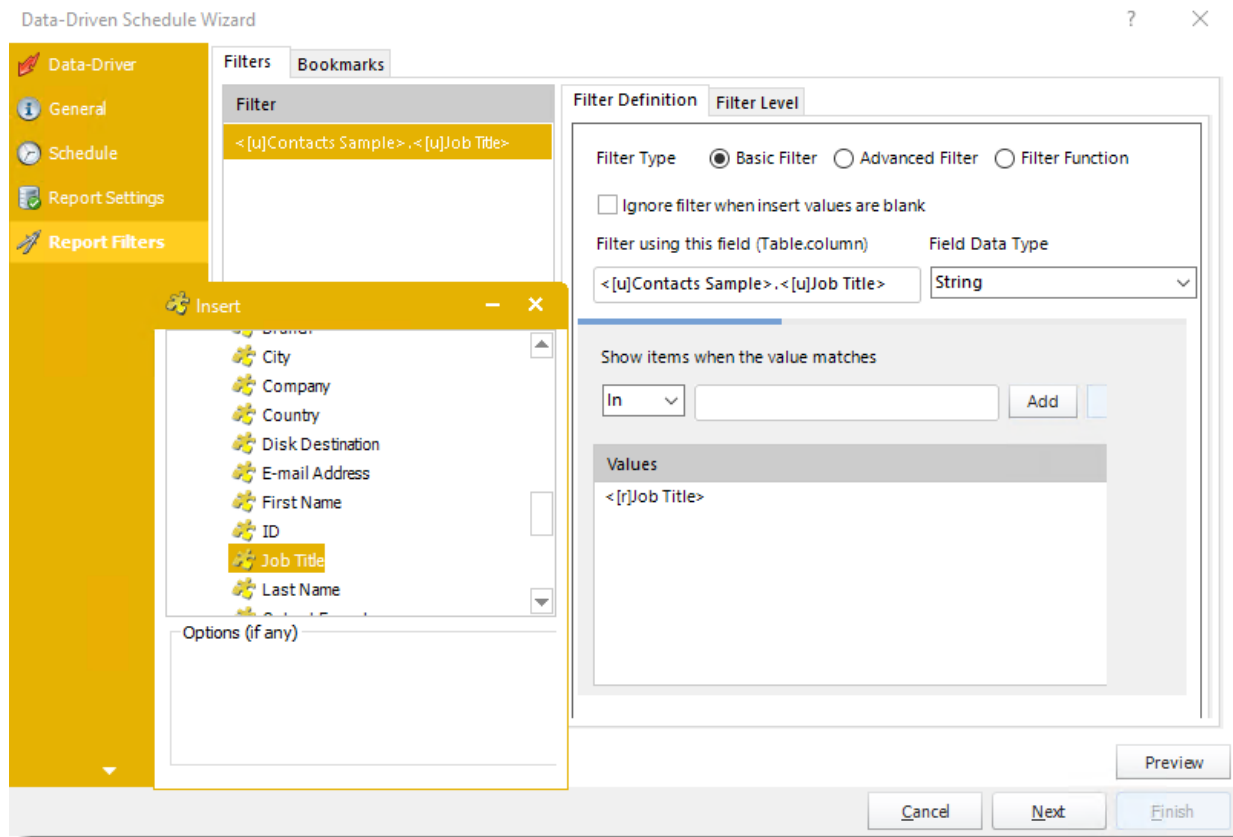 Data-Driven Schedule Wizard
?
Data-Driver
General
Schedule
Report Settings
Report Filters
Filters
Bookmarks
Filter
<[u]Contacts Sample>.<[u]Job Title>
Filter Definition
Filter Level
Filter Type
Basic Filter
Advanced Filter
Filter Function
Ignore filter when insert values are blank
Filter using this field (Table.column)
Field Data Type
<[u]Contacts Sample>.<[u]Job Title>
String
Show items when the value matches
In
Add
Values
<[r]Job Title>
Insert
City
Company
Country
Disk Destination
E-mail Address
First Name
ID
Job Title
Last Name
Options (if any)
Preview
Cancel
Next
Finish